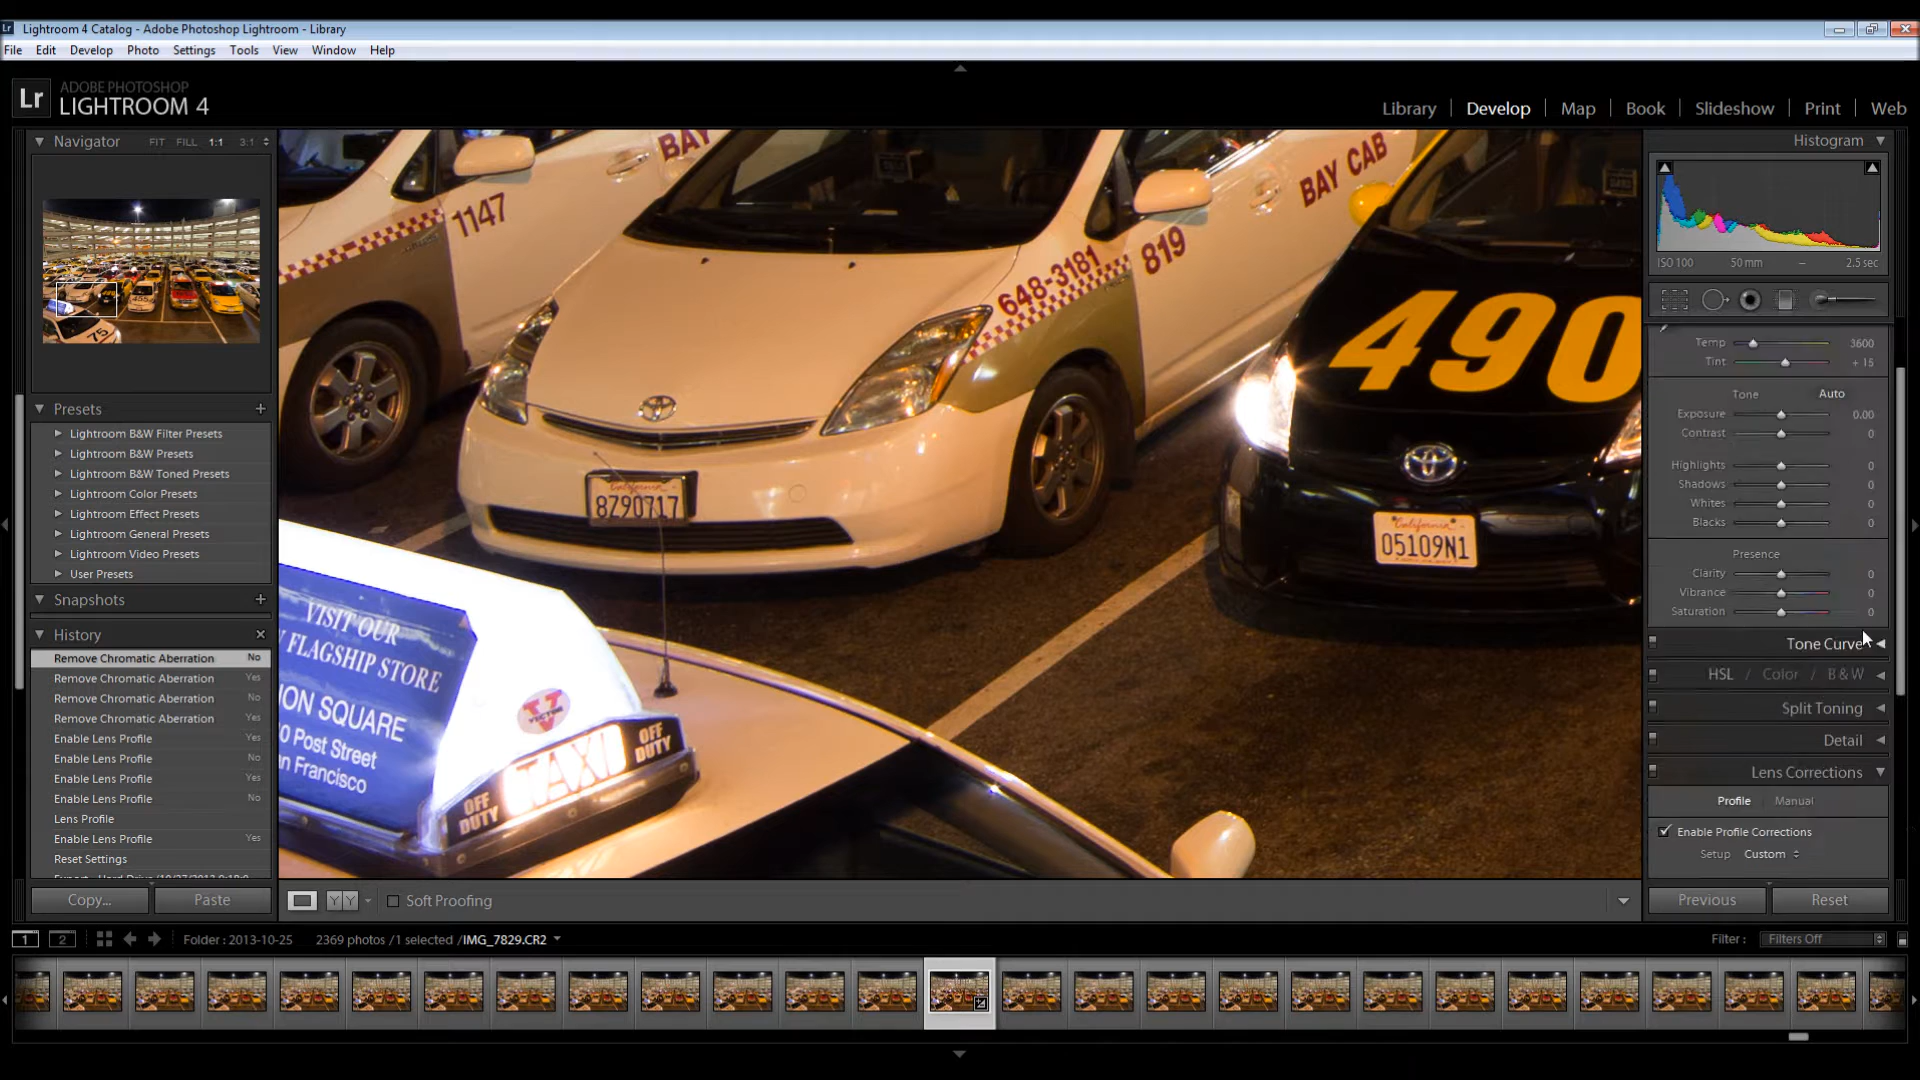 Lightroom 4 Catalog - Adobe Photoshop Lightroom - Library
File Edit Develop Photo Settings Tools View Window Help
Lr ADOBE PHOTOSHOP
LIGHTROOM 4
Library Develop Map Book Slideshow Print Web
Navigator FIT FILL 1:1 3:1
Presets +
Lightroom B&W Filter Presets
Lightroom B&W Presets
Lightroom B&W Toned Presets
Lightroom Color Presets
Lightroom Effect Presets
Lightroom General Presets
Lightroom Video Presets
User Presets
Snapshots +
History
Remove Chromatic Aberration No
Remove Chromatic Aberration Yes
Remove Chromatic Aberration No
Remove Chromatic Aberration Yes
Enable Lens Profile Yes
Enable Lens Profile No
Enable Lens Profile Yes
Enable Lens Profile No
Lens Profile
Enable Lens Profile Yes
Reset Settings
Copy... Paste
BAY
1147
BAY CAB
648-3181
819
490
California
8Z90717
California
05109N1
VISIT OUR
FLAGSHIP STORE
ION SQUARE
0 Post Street
an Francisco
VECTOR
TAXI
OFF
DUTY
OFF
DUTY
Soft Proofing
Histogram
ISO 100 50 mm – 2.5 sec
Temp 3600
Tint + 15
Tone Auto
Exposure 0.00
Contrast 0
Highlights 0
Shadows 0
Whites 0
Blacks 0
Presence
Clarity 0
Vibrance 0
Saturation 0
Tone Curve
HSL / Color / B & W
Split Toning
Detail
Lens Corrections
Profile Manual
Enable Profile Corrections
Setup Custom
Previous Reset
1 2 Folder : 2013-10-25 2369 photos /1 selected /IMG_7829.CR2 Filter : Filters Off